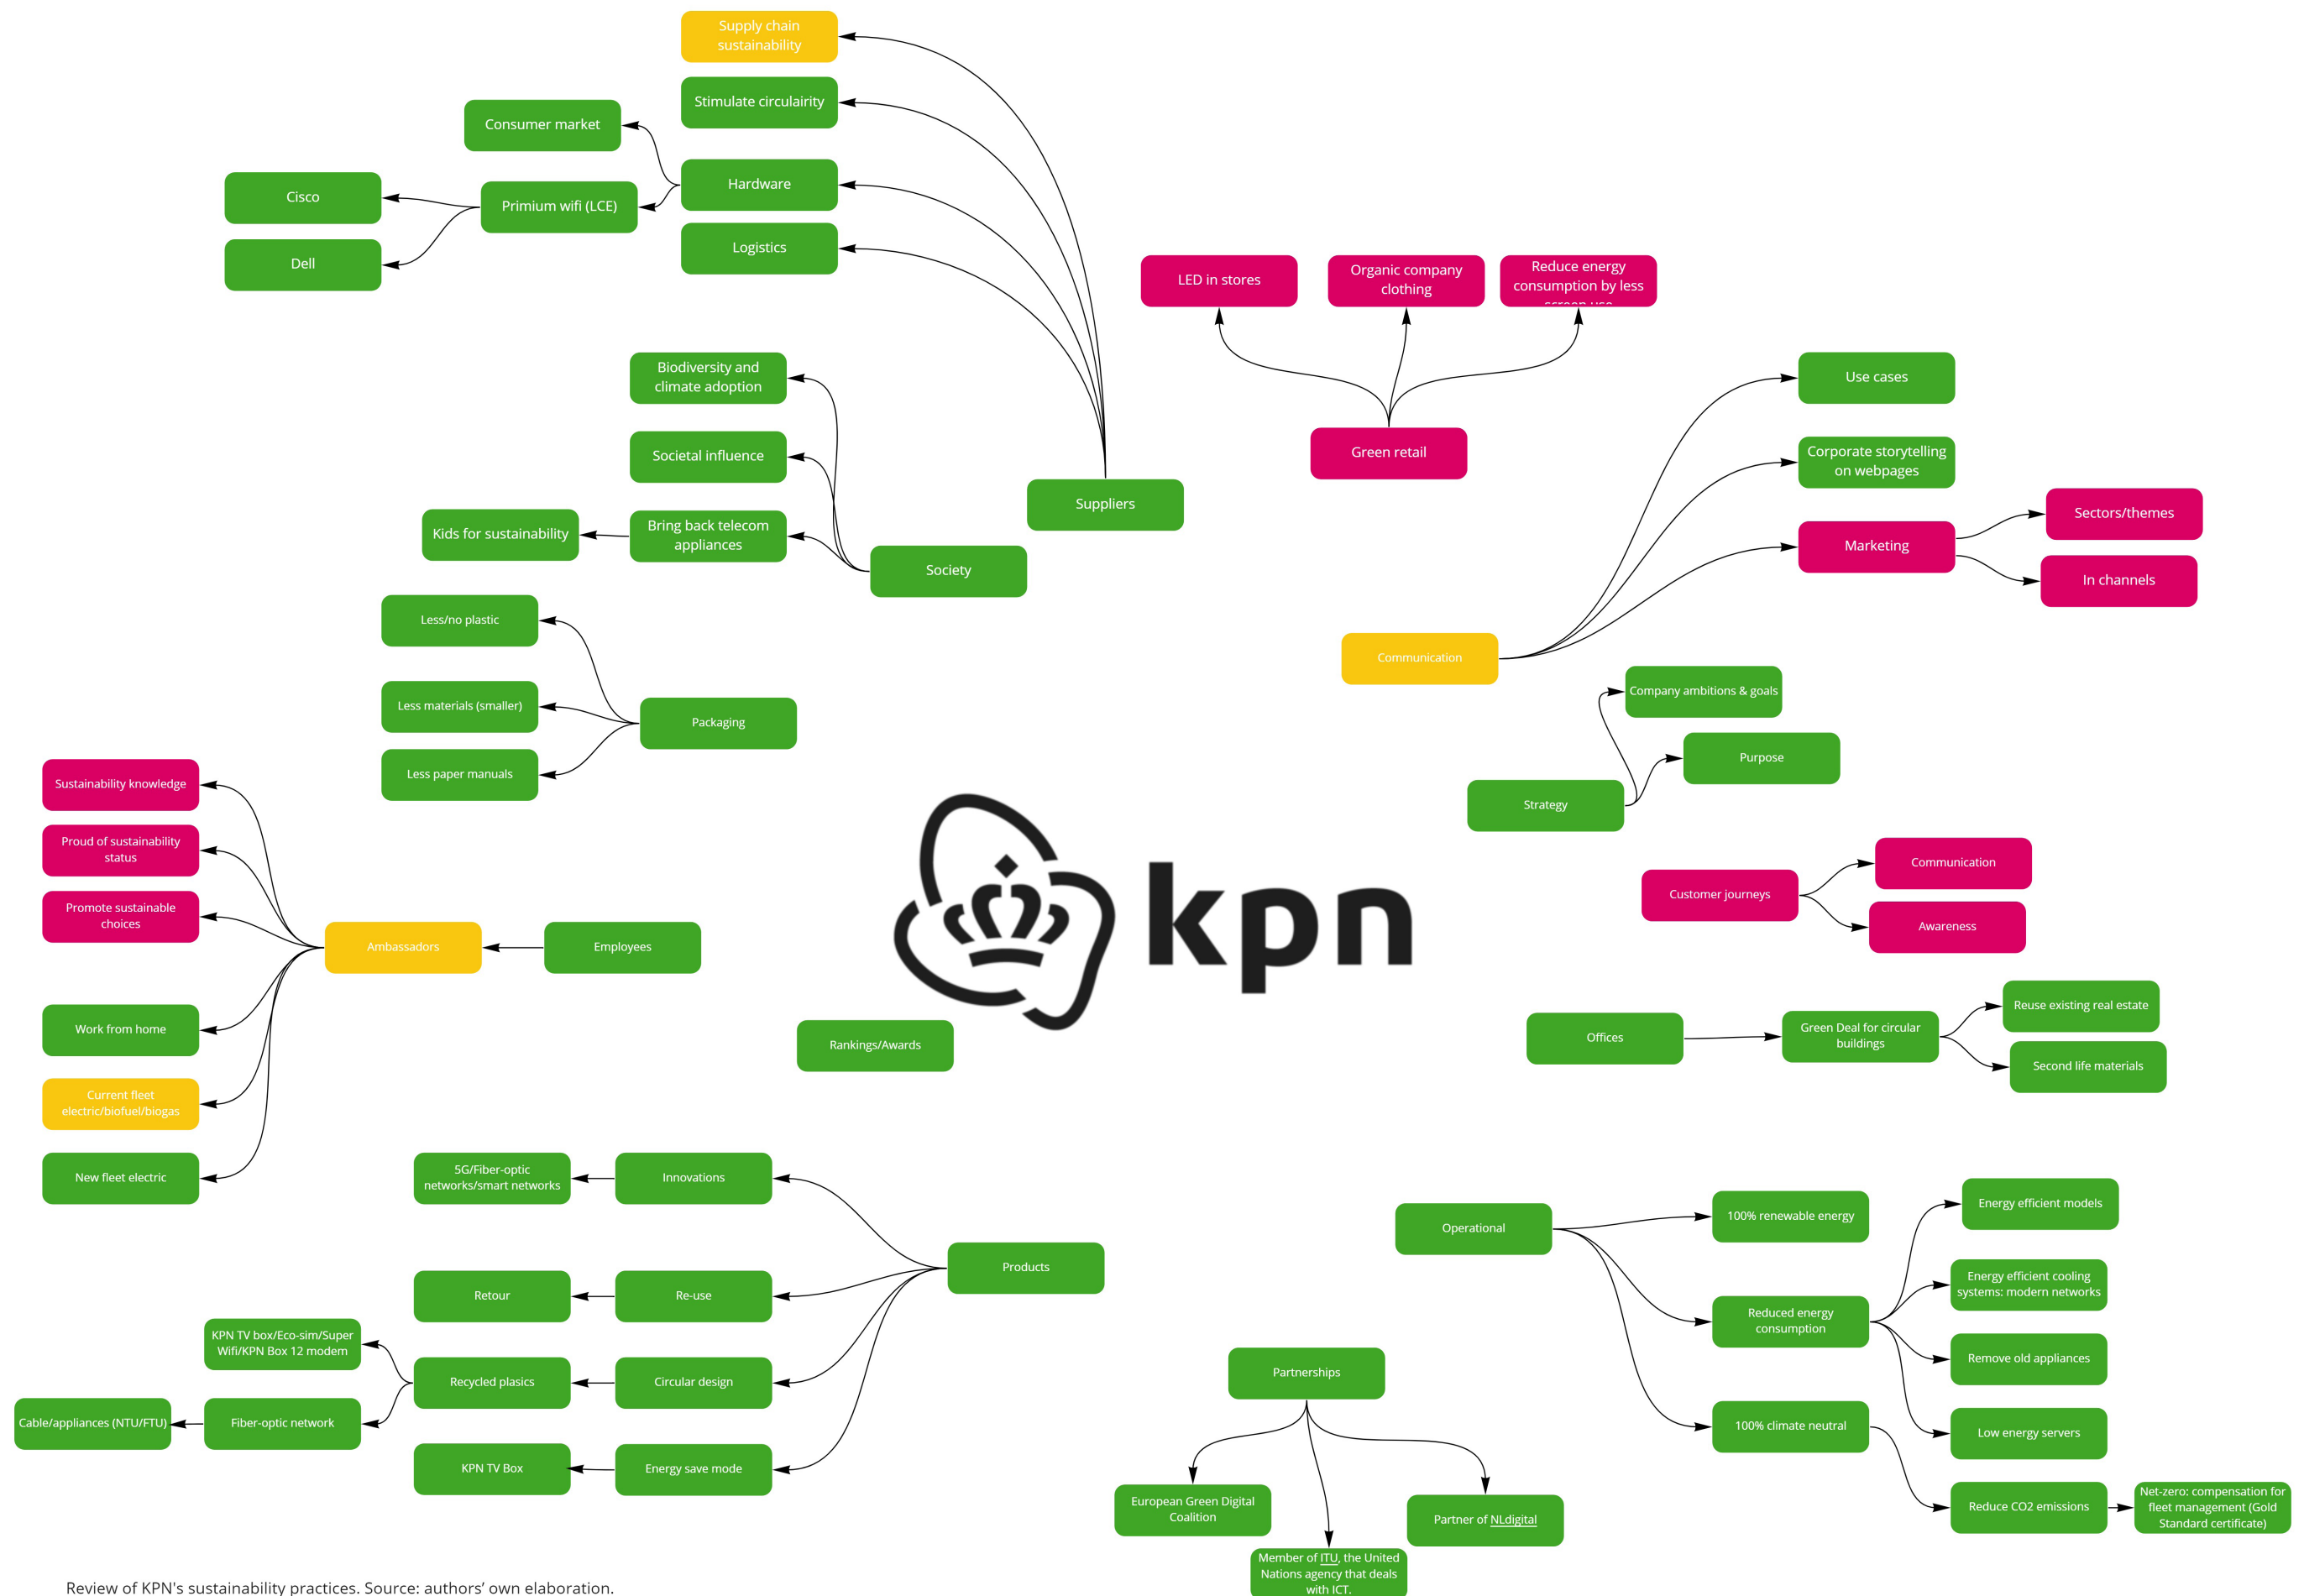 Supply chain
sustainability
Stimulate circulairity
Consumer market
Hardware
Cisco
Primium wifi (LCE)
Logistics
Dell
LED in stores
Organic company
clothing
Reduce energy
consumption by less
screen use
Green retail
Biodiversity and
climate adoption
Societal influence
Suppliers
Kids for sustainability
Bring back telecom
appliances
Society
Use cases
Corporate storytelling
on webpages
Sectors/themes
Marketing
In channels
Communication
Less/no plastic
Less materials (smaller)
Packaging
Less paper manuals
Company ambitions & goals
Purpose
Strategy
Sustainability knowledge
Proud of sustainability
status
Promote sustainable
choices
Ambassadors
Employees
Work from home
Current fleet
electric/biofuel/biogas
New fleet electric
kpn
Rankings/Awards
Communication
Customer journeys
Awareness
Reuse existing real estate
Offices
Green Deal for circular
buildings
Second life materials
5G/Fiber-optic
networks/smart networks
Innovations
Products
Retour
Re-use
KPN TV box/Eco-sim/Super
Wifi/KPN Box 12 modem
Recycled plasics
Circular design
Cable/appliances (NTU/FTU)
Fiber-optic network
KPN TV Box
Energy save mode
Operational
100% renewable energy
Energy efficient models
Energy efficient cooling
systems: modern networks
Reduced energy
consumption
Remove old appliances
100% climate neutral
Low energy servers
Reduce CO2 emissions
Net-zero: compensation for
fleet management (Gold
Standard certificate)
Partnerships
European Green Digital
Coalition
Partner of NLdigital
Member of ITU, the United
Nations agency that deals
with ICT.
Review of KPN's sustainability practices. Source: authors’ own elaboration.